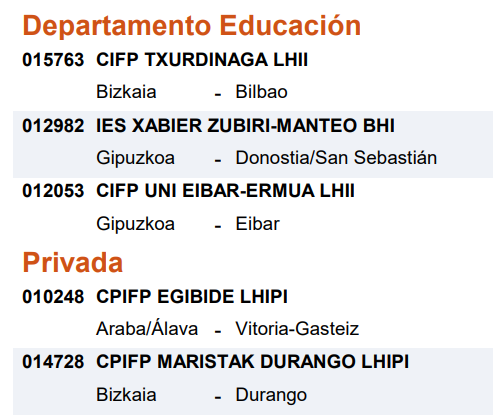 Departamento Educación
015763 CIFP TXURDINAGA LHII
Bizkaia - Bilbao
012982 IES XABIER ZUBIRI-MANTEO BHI
Gipuzkoa - Donostia/San Sebastián
012053 CIFP UNI EIBAR-ERMUA LHII
Gipuzkoa - Eibar
Privada
010248 CPIFP EGIBIDE LHIPI
Araba/Álava - Vitoria-Gasteiz
014728 CPIFP MARISTAK DURANGO LHIPI
Bizkaia - Durango